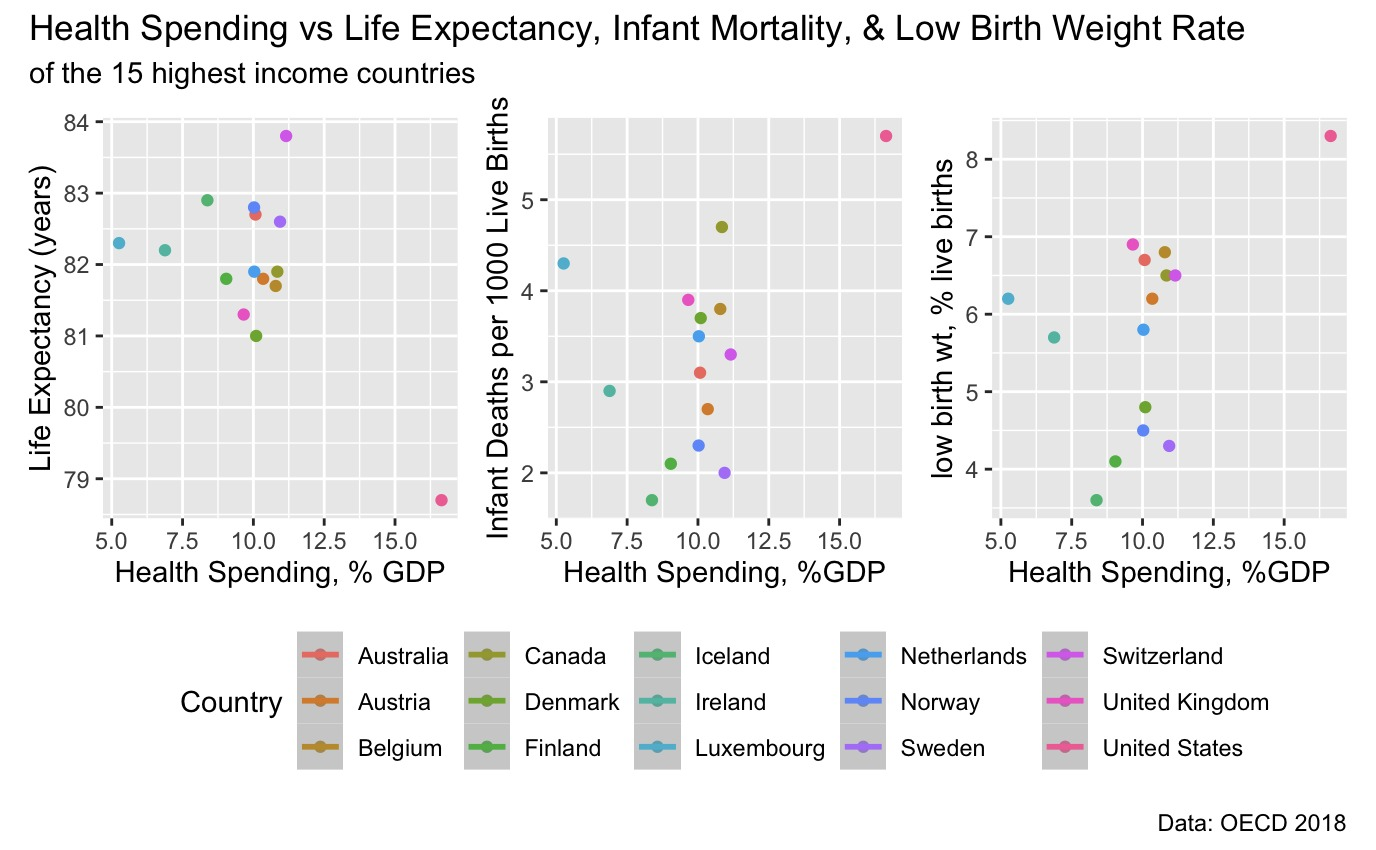 Health Spending vs Life Expectancy, Infant Mortality, & Low Birth Weight Rate
of the 15 highest income countries
Life Expectancy (years)
84
83
82
81
80
79
5.0 7.5 10.0 12.5 15.0
Health Spending, % GDP
Infant Deaths per 1000 Live Births
5
4
3
2
5.0 7.5 10.0 12.5 15.0
Health Spending, %GDP
low birth wt, % live births
8
7
6
5
4
5.0 7.5 10.0 12.5 15.0
Health Spending, %GDP
Country
Australia Canada Iceland Netherlands Switzerland
Austria Denmark Ireland Norway United Kingdom
Belgium Finland Luxembourg Sweden United States
Data: OECD 2018